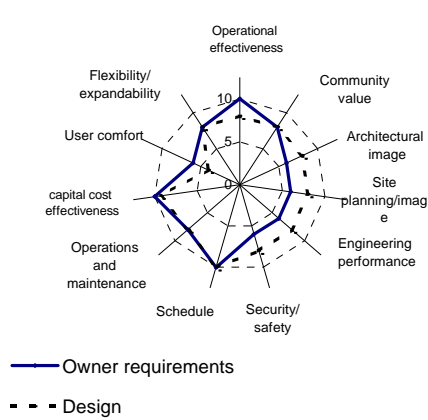 Operational
effectiveness
Flexibility/
expandability
Community
value
10
User comfort
Architectural
image
5
Site
planning/imag
e
capital cost
effectiveness
0
Engineering
performance
Operations
and
maintenance
Schedule
Security/
safety
Owner requirements
Design